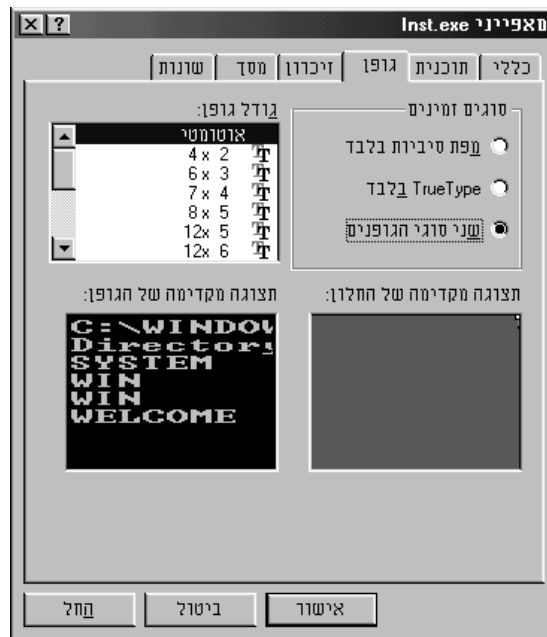 מאפייני Inst.exe
כללי תוכנית גופן זיכרון מסך שונות
סוגים זמינים
מפת סיביות בלבד
TrueType בלבד
שני סוגי הגופנים
גודל גופן:
אוטומטי
4 x 2
6 x 3
7 x 4
8 x 5
12x 5
12x 6
תצוגה מקדימה של החלון:
תצוגה מקדימה של הגופן:
C:\WINDOW
Directory
SYSTEM
WIN
WIN
WELCOME
אישור ביטול החל